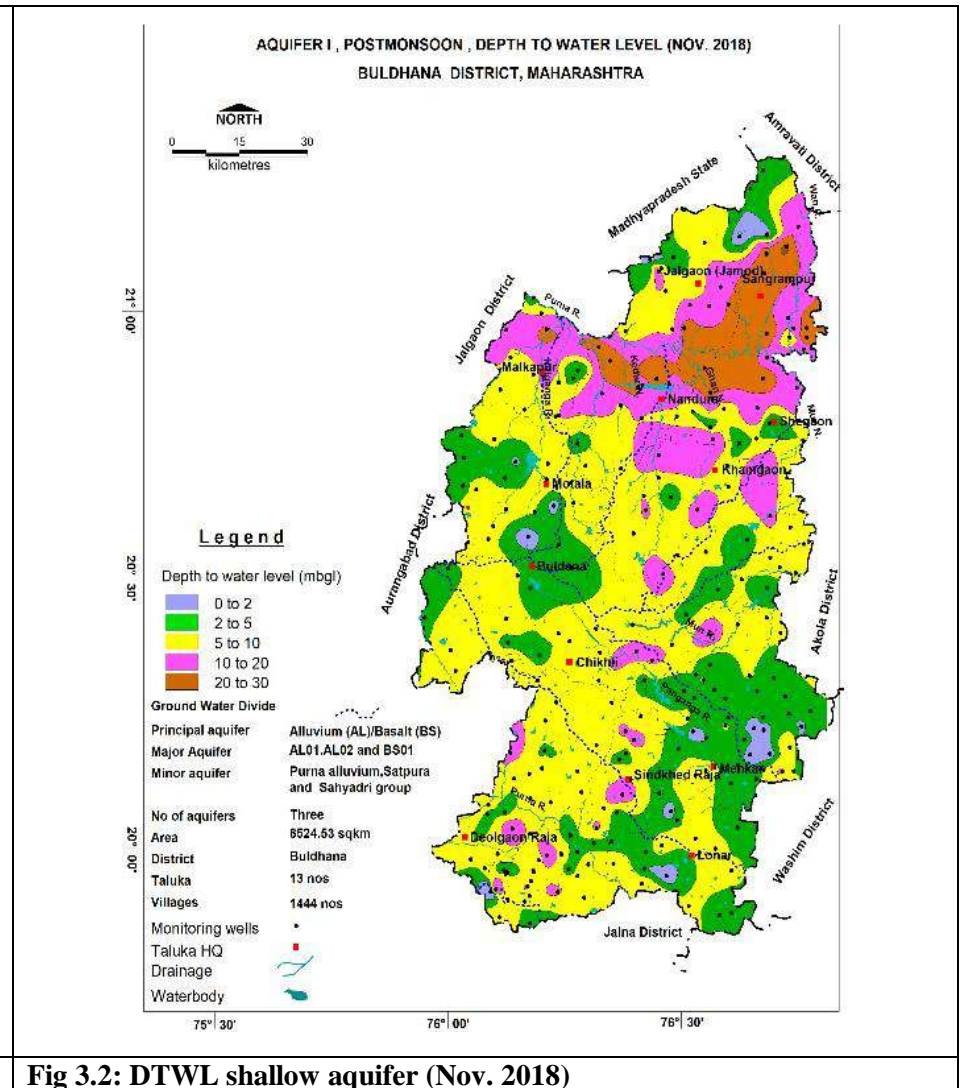 AQUIFER I , POSTMONSOON , DEPTH TO WATER LEVEL (NOV. 2018)
BULDHANA DISTRICT, MAHARASHTRA
NORTH
0 15 30
kilometres
Amravati District
Madhyapradesh State
Wan R.
Jalgaon (Jamod)
Sangrampur
21° 00'
Jalgaon District
Purna R.
Malkapur
Nandura
Shegaon
Khamgaon
Motala
Aurangabad District
Legend
Depth to water level (mbgl)
0 to 2
2 to 5
5 to 10
10 to 20
20 to 30
20° 30'
Buldana
Akola District
Mun R.
Chikhli
Painganga R.
Ground Water Divide
Principal aquifer Alluvium (AL)/Basalt (BS)
Major Aquifer AL01.AL02 and BS01
Minor aquifer Purna alluvium,Satpura
and Sahyadri group
Mehkar
Sindkhed Raja
Purna R.
No of aquifers Three
Area 6524.53 sqkm
District Buldhana
Taluka 13 nos
Villages 1444 nos
Deolgaon Raja
20° 00'
Lonar
Washim District
Monitoring wells
Taluka HQ
Drainage
Waterbody
Jalna District
75° 30' 76° 00' 76° 30'
Fig 3.2: DTWL shallow aquifer (Nov. 2018)